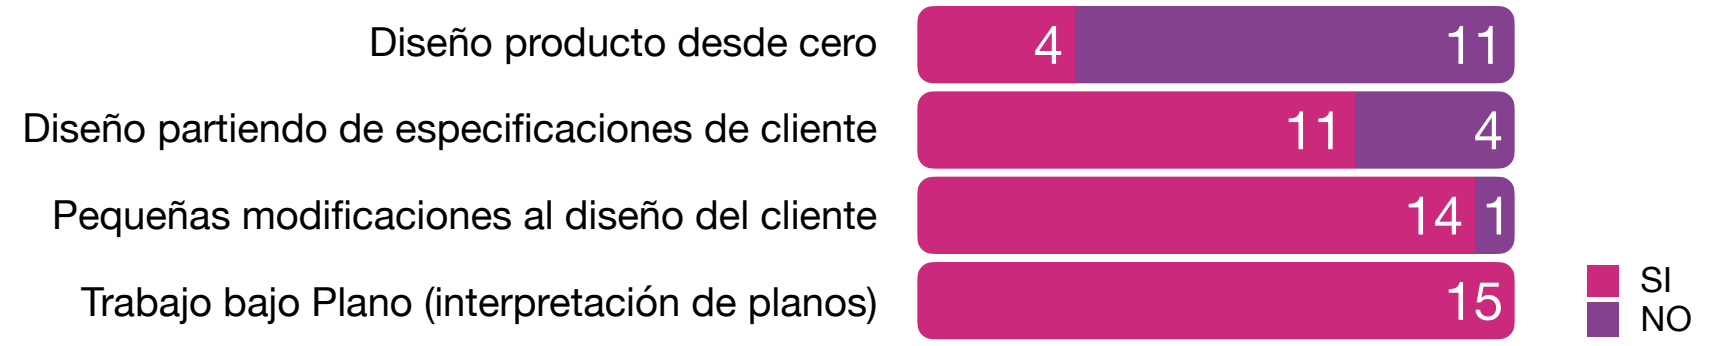 Diseño producto desde cero 4 11
Diseño partiendo de especificaciones de cliente 11 4
Pequeñas modificaciones al diseño del cliente 14 1
Trabajo bajo Plano (interpretación de planos) 15
SI
NO